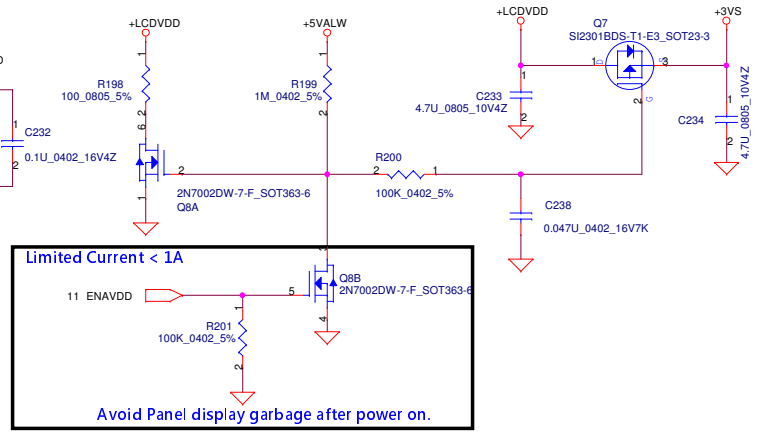 +LCDVDD
+5VALW
+LCDVDD
Q7
+3VS
SI2301BDS-T1-E3_SOT23-3
1
D
S
3
2
G
1
R198
100_0805_5%
2
6
1
R199
1M_0402_5%
2
1
C233
4.7U_0805_10V4Z
2
1
C234
2
4.7U_0805_10V4Z
1
C232
2
0.1U_0402_16V4Z
2
1
2N7002DW-7-F_SOT363-6
Q8A
R200
2
1
100K_0402_5%
C238
0.047U_0402_16V7K
Limited Current < 1A
Q8B
2N7002DW-7-F_SOT363-6
11 ENAVDD
5
4
1
R201
100K_0402_5%
2
Avoid Panel display garbage after power on.